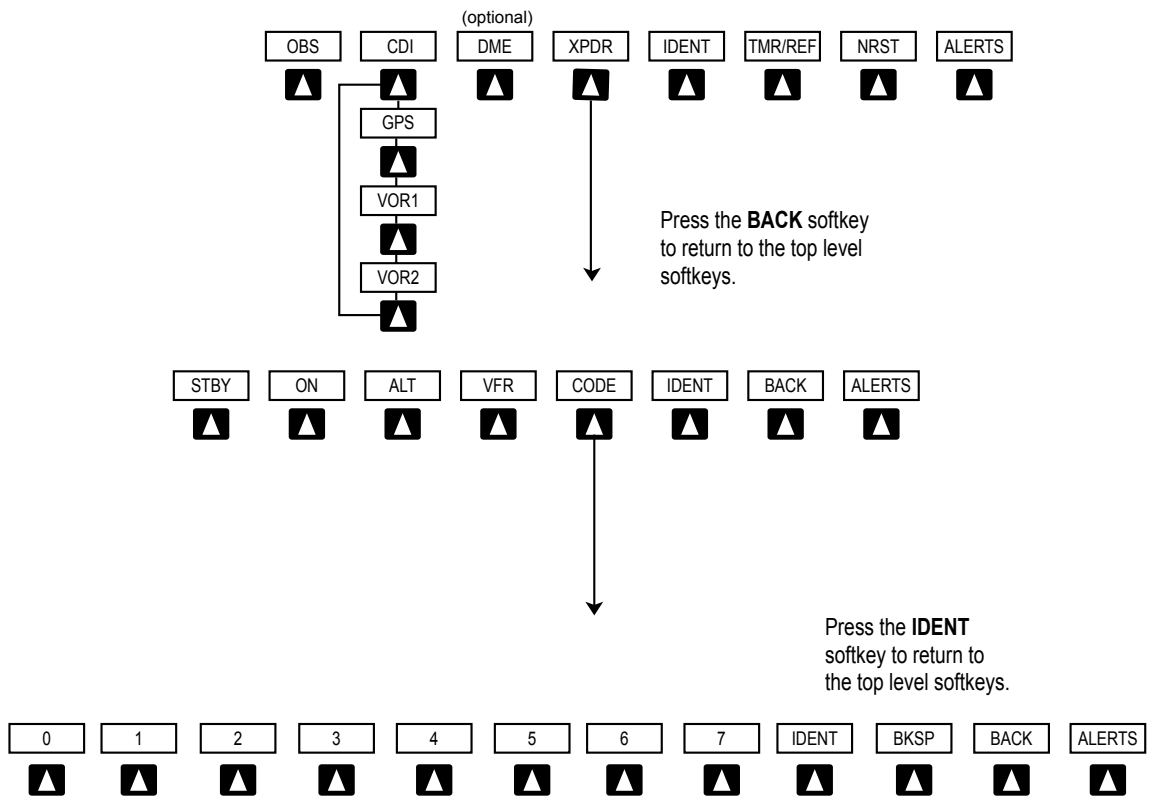 (optional)
OBS CDI DME XPDR IDENT TMR/REF NRST ALERTS
GPS
VOR1
VOR2
Press the BACK softkey
to return to the top level
softkeys.
STBY ON ALT VFR CODE IDENT BACK ALERTS
Press the IDENT
softkey to return to
the top level softkeys.
0 1 2 3 4 5 6 7 IDENT BKSP BACK ALERTS